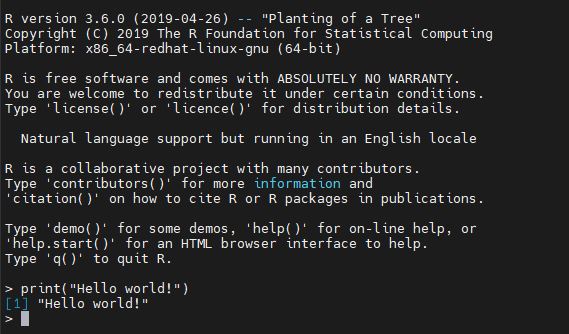 R version 3.6.0 (2019-04-26) -- "Planting of a Tree"
Copyright (C) 2019 The R Foundation for Statistical Computing
Platform: x86_64-redhat-linux-gnu (64-bit)
R is free software and comes with ABSOLUTELY NO WARRANTY.
You are welcome to redistribute it under certain conditions.
Type 'license()' or 'licence()' for distribution details.
  Natural language support but running in an English locale
R is a collaborative project with many contributors.
Type 'contributors()' for more information and
'citation()' on how to cite R or R packages in publications.
Type 'demo()' for some demos, 'help()' for on-line help, or
'help.start()' for an HTML browser interface to help.
Type 'q()' to quit R.
> print("Hello world!")
[1] "Hello world!"
>